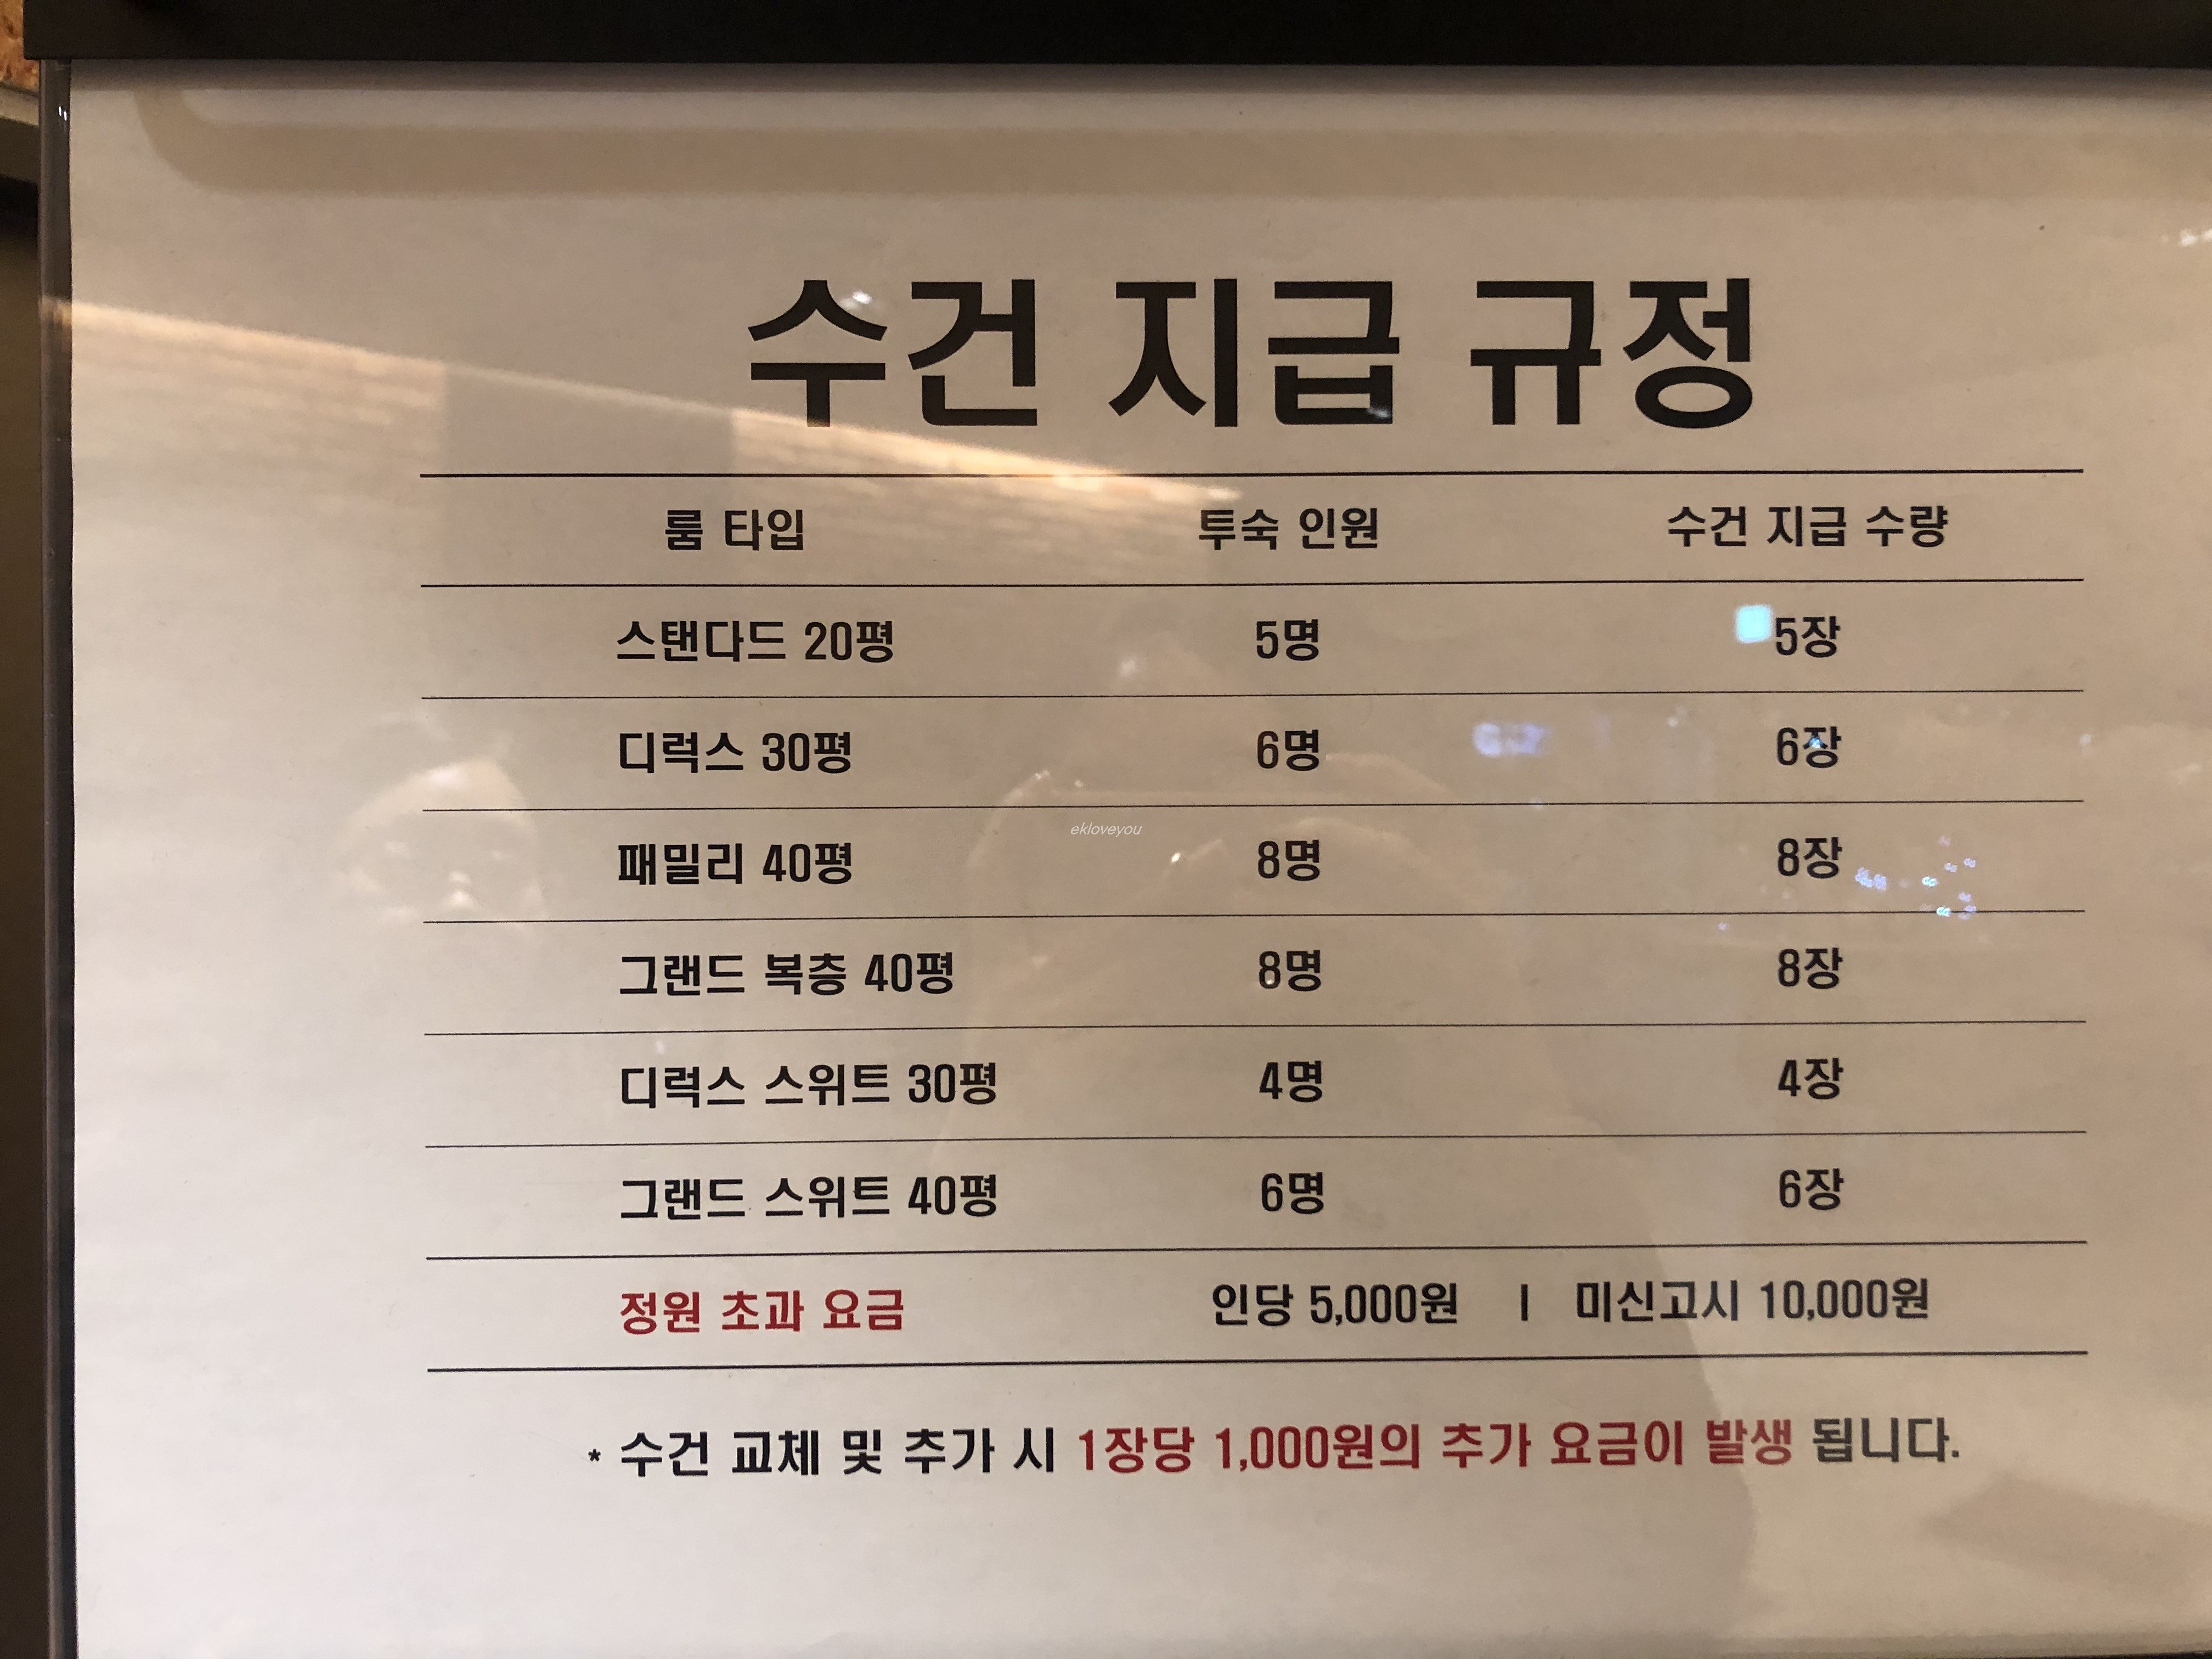 수건 지급 규정
룸 타입 투숙 인원 수건 지급 수량
스탠다드 20평 5명 5장
디럭스 30평 6명 6장
패밀리 40평 8명 8장
ekloveyou
그랜드 복층 40평 8명 8장
디럭스 스위트 30평 4명 4장
그랜드 스위트 40평 6명 6장
정원 초과 요금 인당 5,000원 | 미신고시 10,000원
* 수건 교체 및 추가 시 1장당 1,000원의 추가 요금이 발생 됩니다.